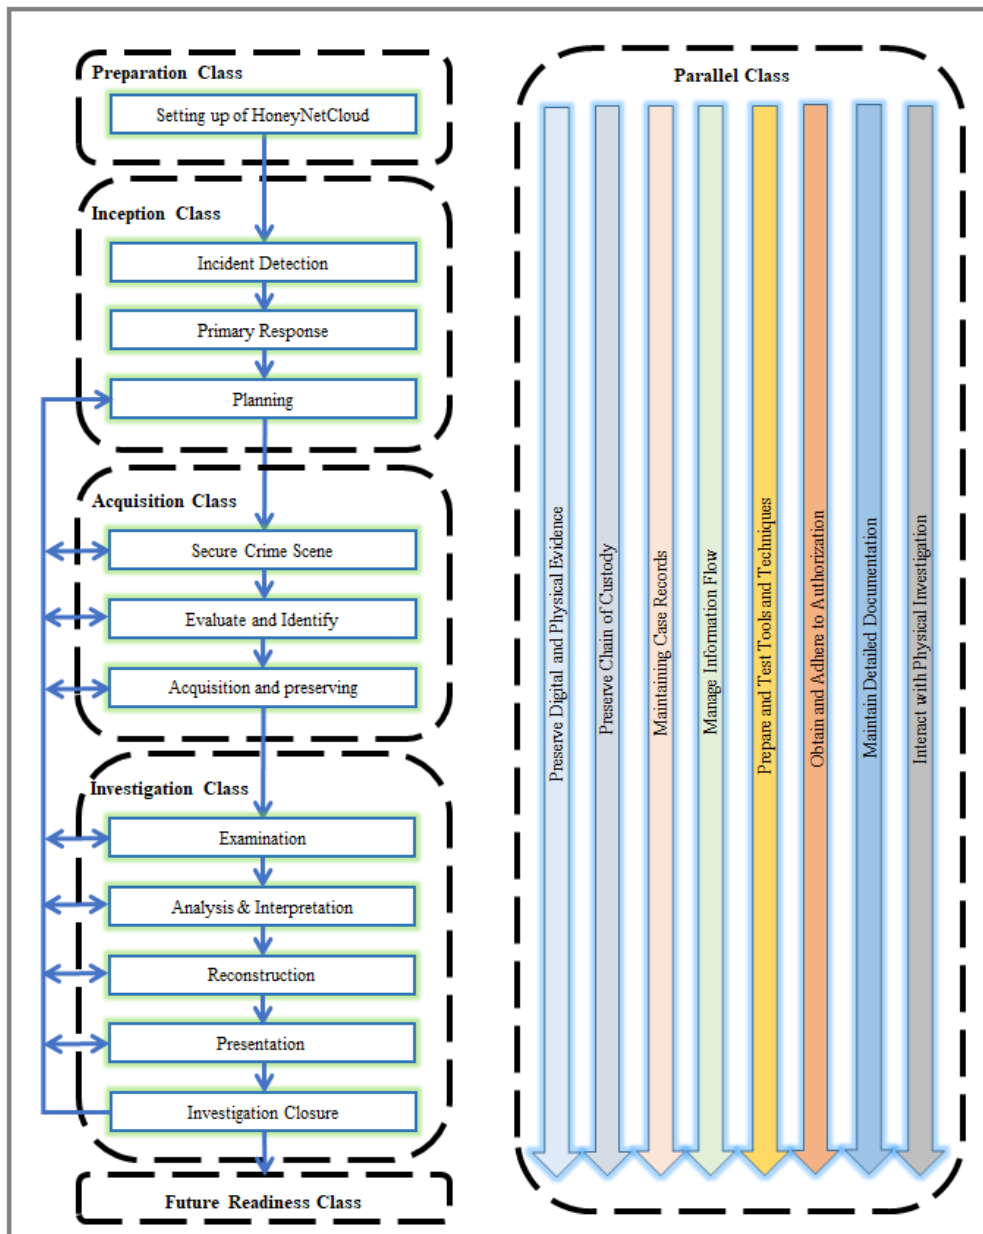 Preparation Class
Setting up of HoneyNetCloud
Inception Class
Incident Detection
Primary Response
Planning
Acquisition Class
Secure Crime Scene
Evaluate and Identify
Acquisition and preserving
Investigation Class
Examination
Analysis & Interpretation
Reconstruction
Presentation
Investigation Closure
Future Readiness Class
Parallel Class
Preserve Digital and Physical Evidence
Preserve Chain of Custody
Maintaining Case Records
Manage Information Flow
Prepare and Test Tools and Techniques
Obtain and Adhere to Authorization
Maintain Detailed Documentation
Interact with Physical Investigation